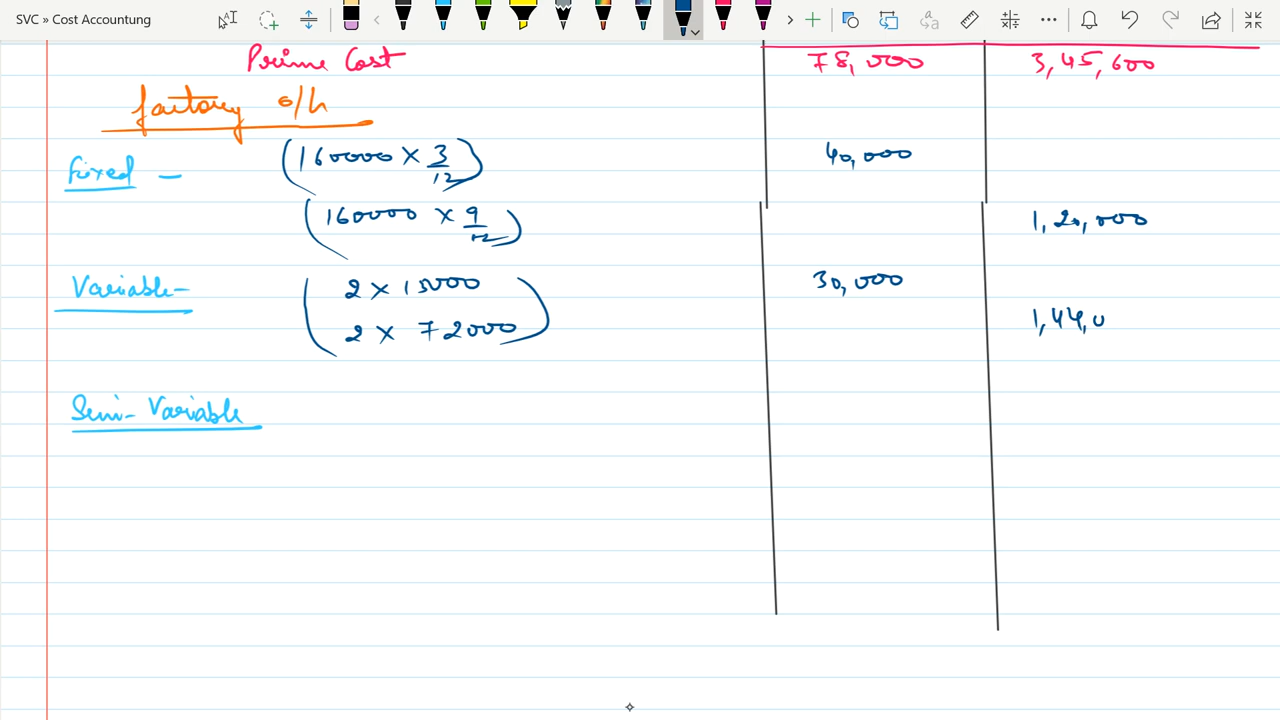 SVC » Cost Accountung
Prime Cost 78,000 3,45,600
factory o/h
Fixed - (160000 × 3/12) 40,000
(160000 × 9/12) 1,20,000
Variable- (2 × 15000 30,000
2 × 72000) 1,44,0
Semi-Variable